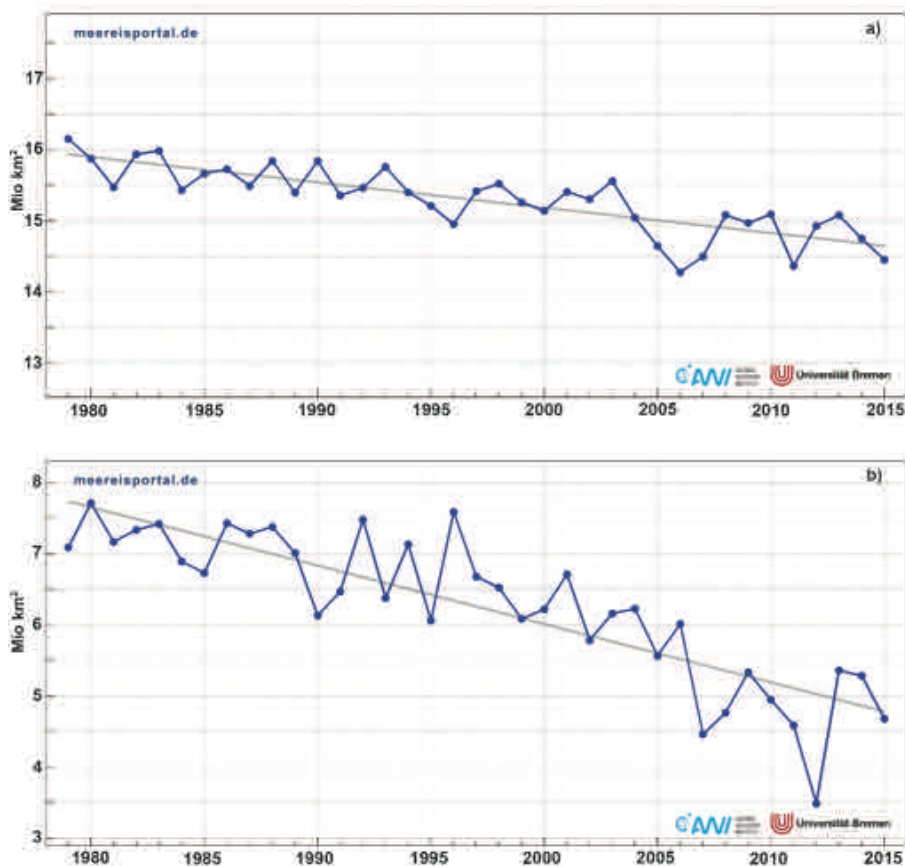 meereisportal.de
a)
17
16
15
14
13
Mio km²
AWI
Universität Bremen
1980 1985 1990 1995 2000 2005 2010 2015
meereisportal.de
b)
8
7
6
5
4
3
Mio km²
AWI
Universität Bremen
1980 1985 1990 1995 2000 2005 2010 2015